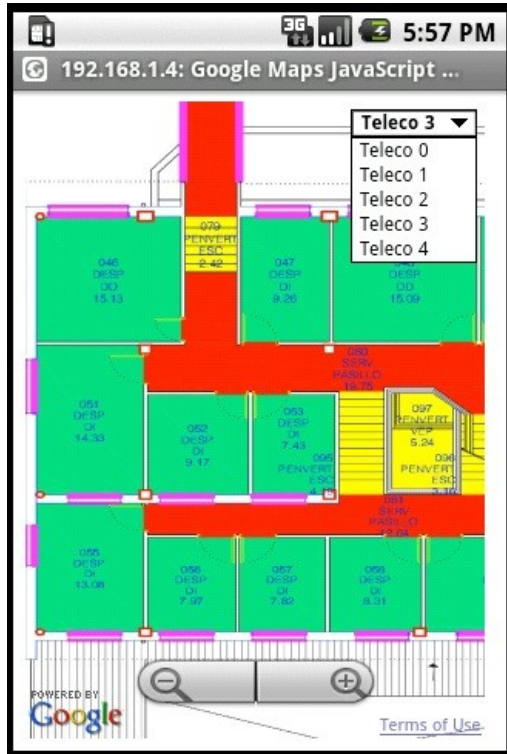 3G 5:57 PM
192.168.1.4: Google Maps JavaScript ...
Teleco 3
Teleco 0
Teleco 1
Teleco 2
Teleco 3
Teleco 4
079
PENVERT
ESC
2.42
046
DESP
DO
15.13
047
DESP
DI
9.26
DO
15.09
080
SERV
PASILLO
19.75
051
DESP
DI
14.33
052
DESP
DI
9.17
053
DESP
DI
7.43
097
PENVERT
5.24
095
PENVERT
ESC
096
PENVERT
ESC
SERV
PASILLO
055
DESP
DI
13.08
056
DESP
DI
7.97
057
DESP
DI
7.82
058
DESP
DI
8.31
POWERED BY
Google
Terms of Use